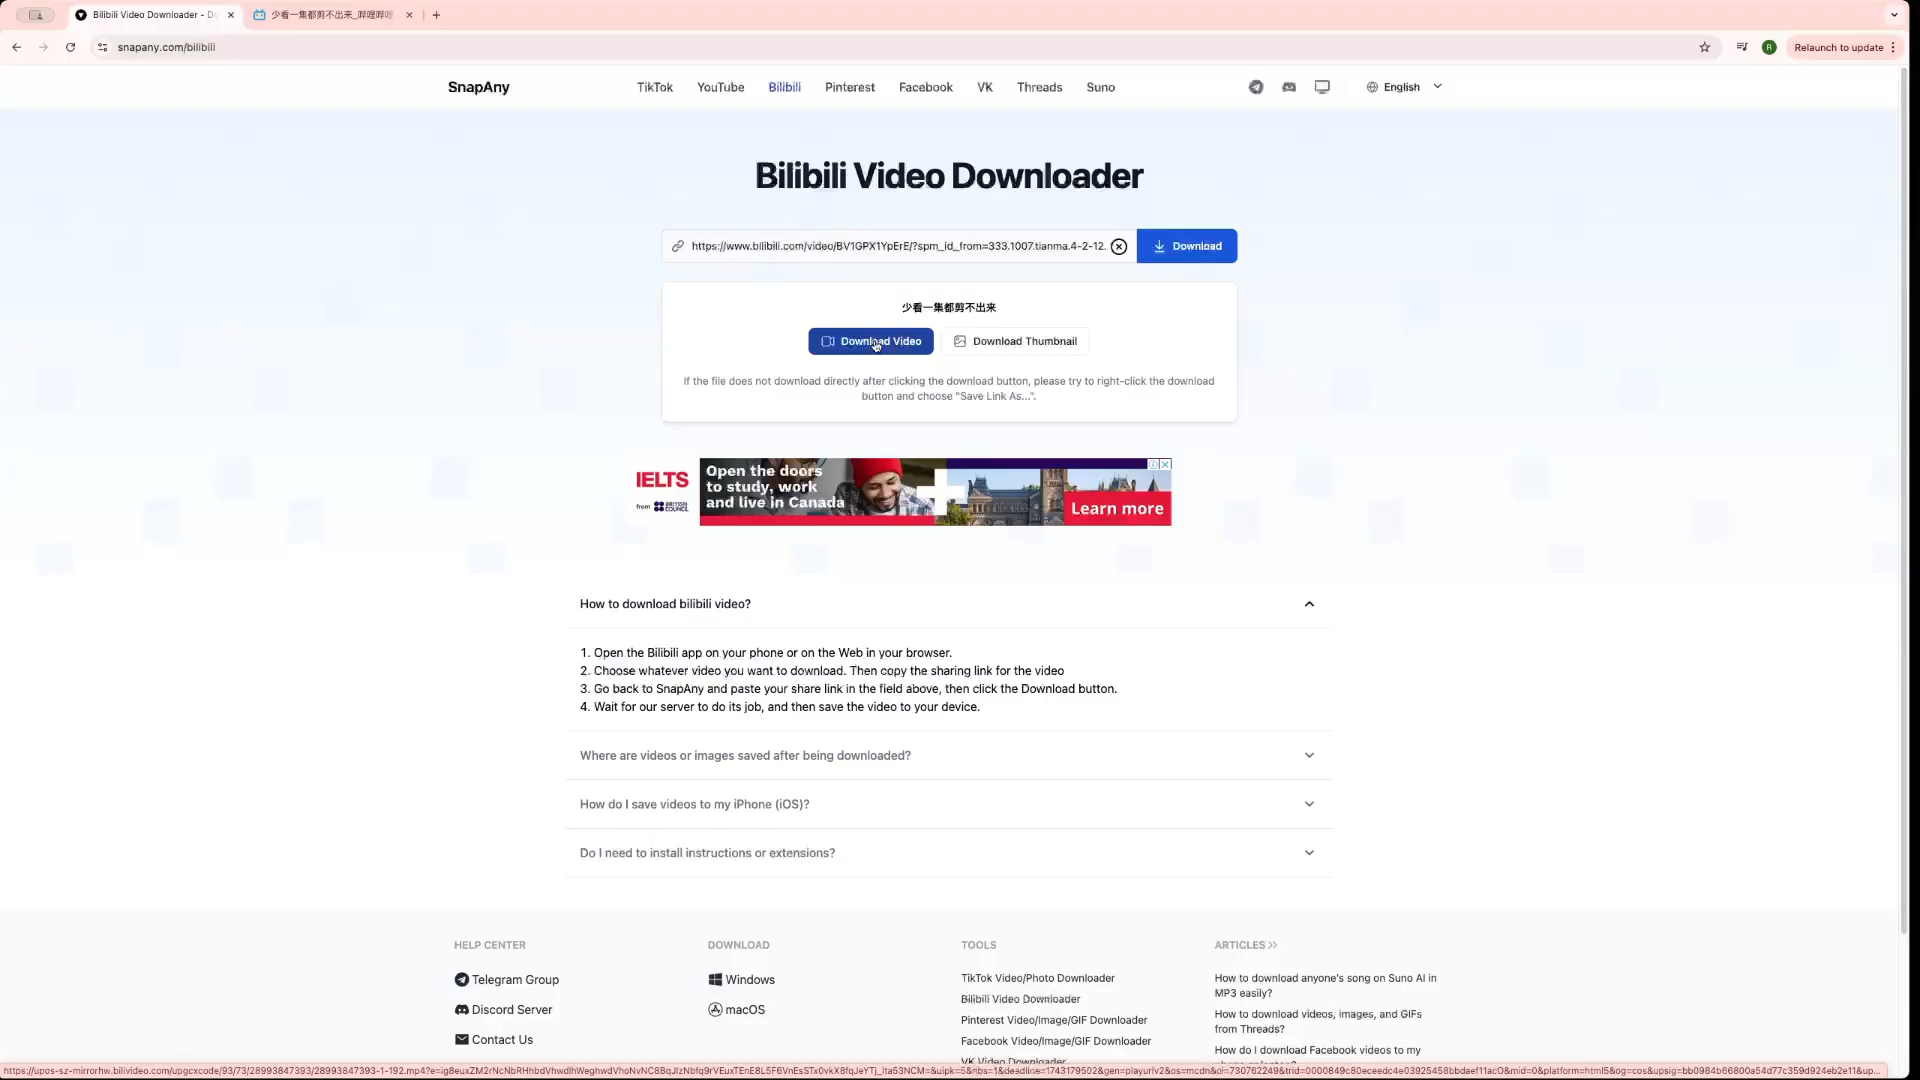 Bilibili Video Downloader - Do
少看一集都剪不出来_哔哩哔哩
snapany.com/bilibili
R
Relaunch to update
SnapAny
TikTok
YouTube
Bilibili
Pinterest
Facebook
VK
Threads
Suno
English
Bilibili Video Downloader
https://www.bilibili.com/video/BV1GPX1YpErE/?spm_id_from=333.1007.tianma.4-2-12.
Download
少看一集都剪不出来
Download Video
Download Thumbnail
If the file does not download directly after clicking the download button, please try to right-click the download
button and choose "Save Link As...".
IELTS
from BRITISH COUNCIL
Open the doors
to study, work
and live in Canada
Learn more
How to download bilibili video?
1. Open the Bilibili app on your phone or on the Web in your browser.
2. Choose whatever video you want to download. Then copy the sharing link for the video
3. Go back to SnapAny and paste your share link in the field above, then click the Download button.
4. Wait for our server to do its job, and then save the video to your device.
Where are videos or images saved after being downloaded?
How do I save videos to my iPhone (iOS)?
Do I need to install instructions or extensions?
HELP CENTER
Telegram Group
Discord Server
Contact Us
DOWNLOAD
Windows
macOS
TOOLS
TikTok Video/Photo Downloader
Bilibili Video Downloader
Pinterest Video/Image/GIF Downloader
Facebook Video/Image/GIF Downloader
VK Video Downloader
ARTICLES
How to download anyone's song on Suno AI in
MP3 easily?
How to download videos, images, and GIFs
from Threads?
How do I download Facebook videos to my